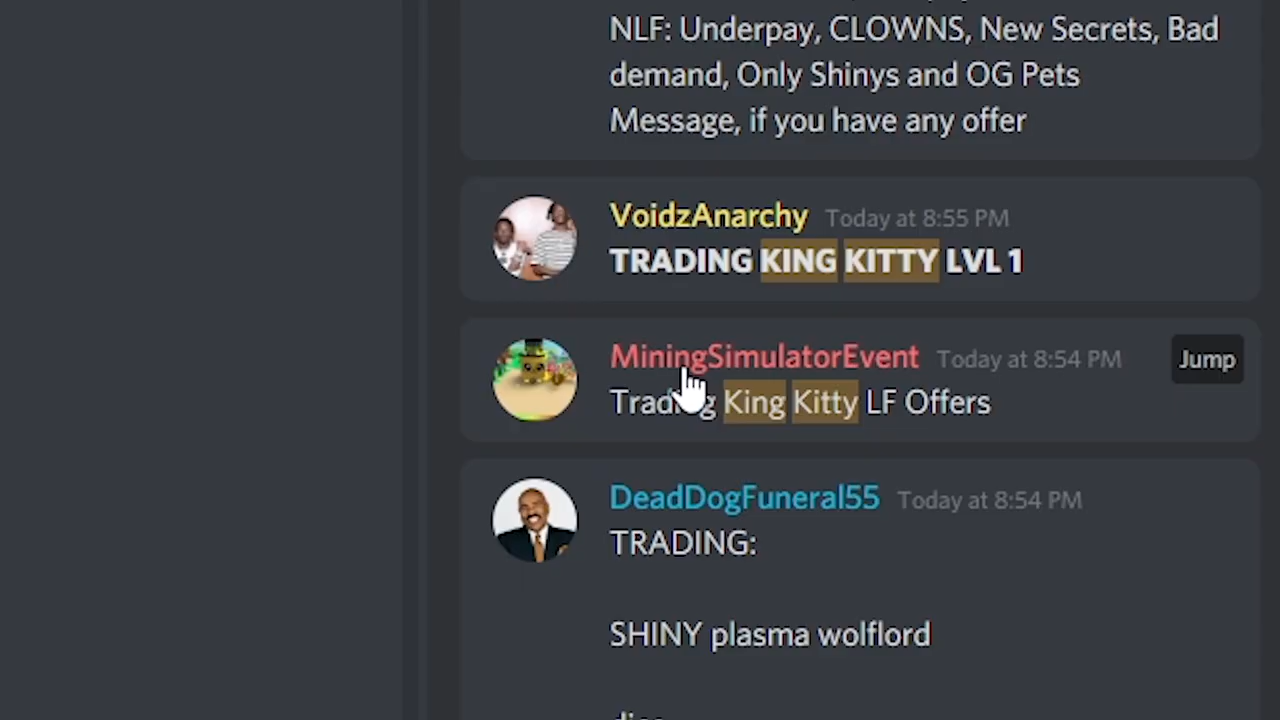 NLF: Underpay, CLOWNS, New Secrets, Bad
demand, Only Shinys and OG Pets
Message, if you have any offer
VoidzAnarchy Today at 8:55 PM
TRADING KING KITTY LVL 1
MiningSimulatorEvent Today at 8:54 PM
Jump
Trading King Kitty LF Offers
DeadDogFuneral55 Today at 8:54 PM
TRADING:
SHINY plasma wolflord